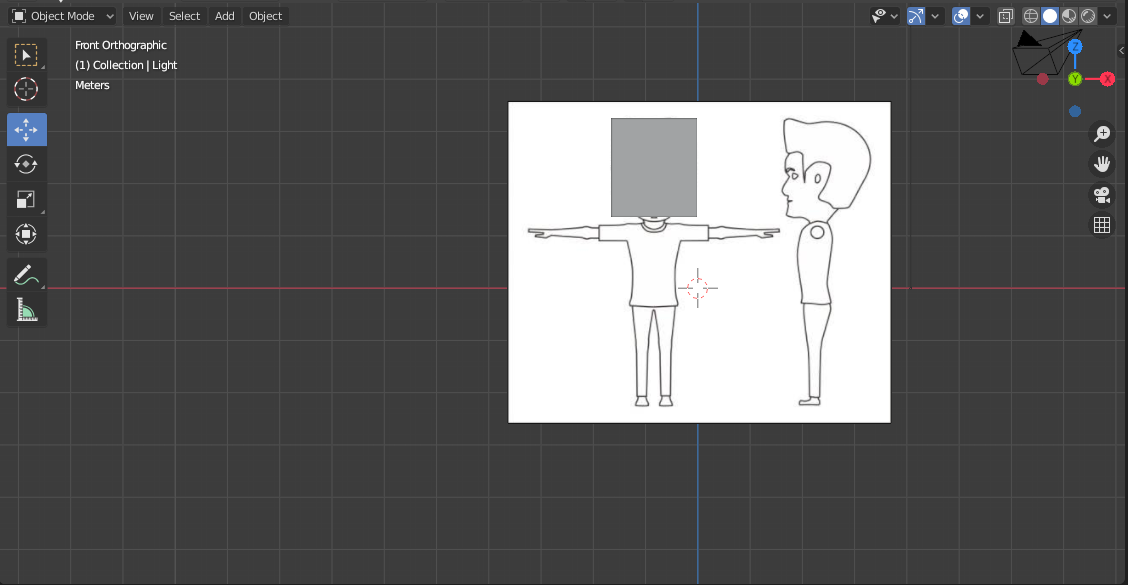 Object Mode View Select Add Object
Front Orthographic
(1) Collection | Light
Meters
Z
Y
X